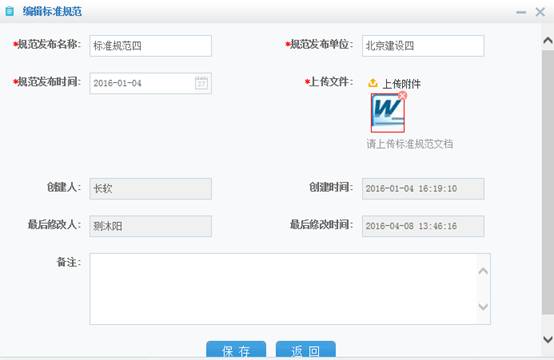 编辑标准规范
*规范发布名称： 标准规范四 *规范发布单位： 北京建设四
*规范发布时间： 2016-01-04 27 *上传文件： 上传附件
W
请上传标准规范文档
创建人： 长软 创建时间： 2016-01-04 16:19:10
最后修改人： 测沐阳 最后修改时间： 2016-04-08 13:46:16
备注：
保存 返回